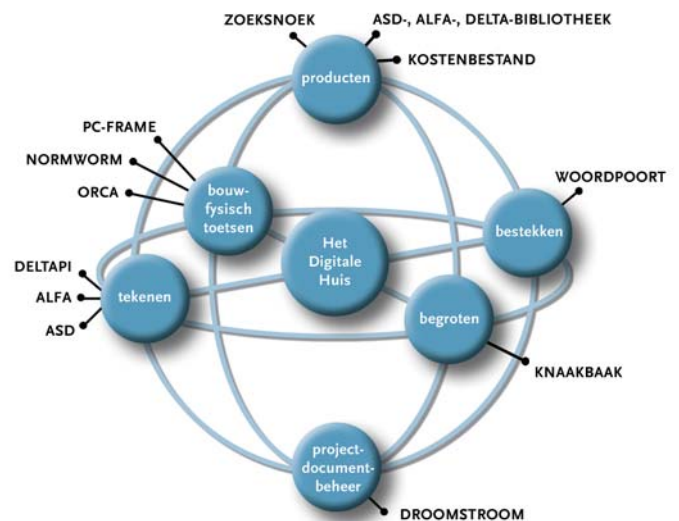 ZOEKSNOEK
ASD-, ALFA-, DELTA-BIBLIOTHEEK
KOSTENBESTAND
producten
PC-FRAME
NORMWORM
ORCA
bouw-
fysisch
toetsen
WOORDPOORT
bestekken
Het
Digitale
Huis
DELTAPI
ALFA
ASD
tekenen
begroten
KNAAKBAAK
project-
document-
beheer
DROOMSTROOM